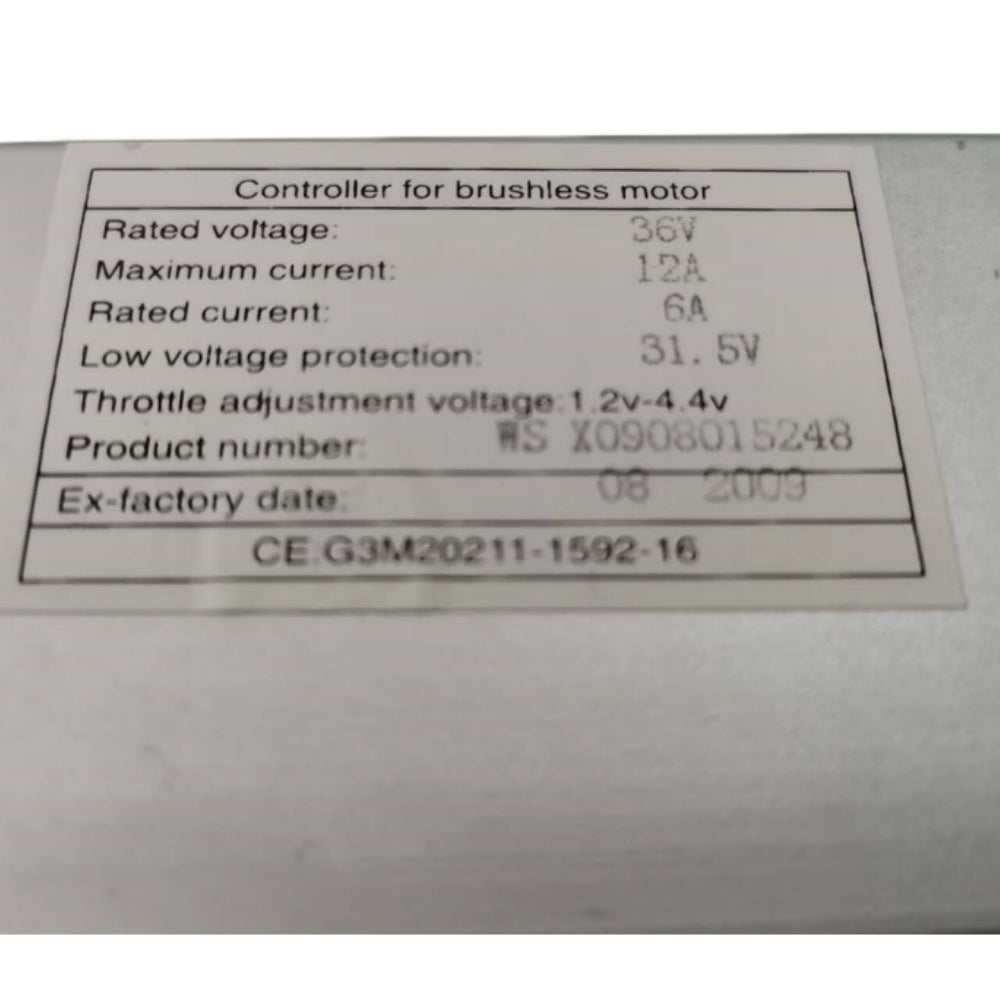 Controller for brushless motor
Rated voltage: 36V
Maximum current: 12A
Rated current: 6A
Low voltage protection: 31.5V
Throttle adjustment voltage:1.2v-4.4v
Product number: WS X0908015248
Ex-factory date: 08 2009
CE.G3M20211-1592-16